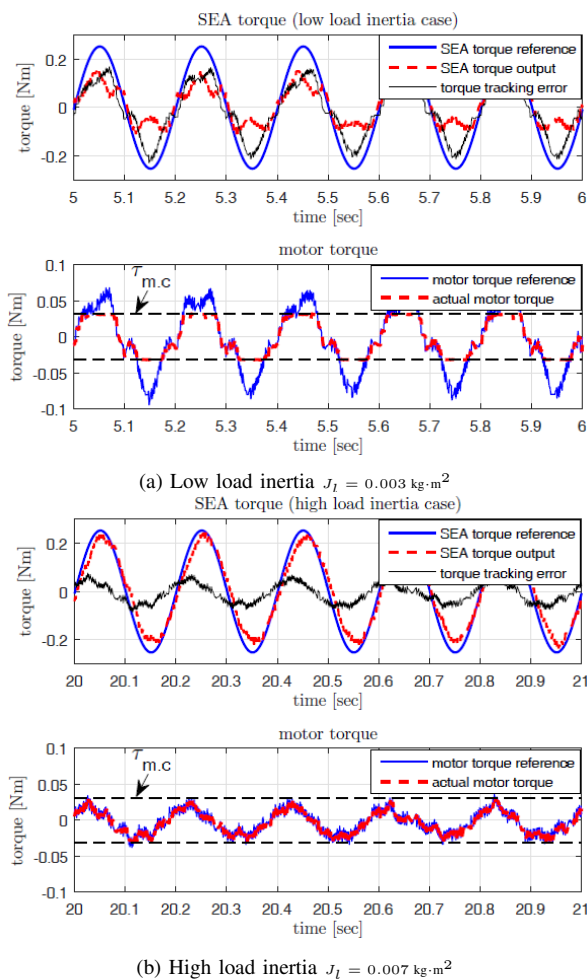 SEA torque (low load inertia case)
torque [Nm]
0.2
0
-0.2
SEA torque reference
SEA torque output
torque tracking error
5 5.1 5.2 5.3 5.4 5.5 5.6 5.7 5.8 5.9 6
time [sec]
motor torque
torque [Nm]
0.1
0.05
0
-0.05
-0.1
τm.c
motor torque reference
actual motor torque
5 5.1 5.2 5.3 5.4 5.5 5.6 5.7 5.8 5.9 6
time [sec]
(a) Low load inertia Jl = 0.003 kg·m²
SEA torque (high load inertia case)
torque [Nm]
0.2
0
-0.2
SEA torque reference
SEA torque output
torque tracking error
20 20.1 20.2 20.3 20.4 20.5 20.6 20.7 20.8 20.9 21
time [sec]
motor torque
torque [Nm]
0.1
0.05
0
-0.05
-0.1
τm.c
motor torque reference
actual motor torque
20 20.1 20.2 20.3 20.4 20.5 20.6 20.7 20.8 20.9 21
time [sec]
(b) High load inertia Jl = 0.007 kg·m²